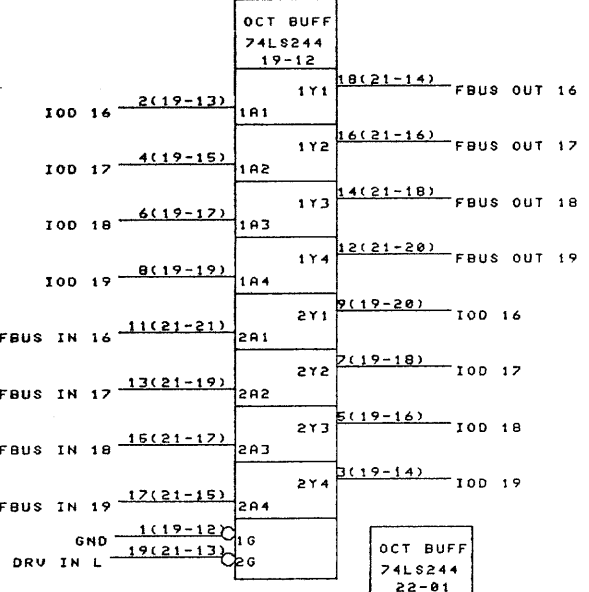 OCT BUFF
74LS244
19-12
18(21-14)
1Y1
FBUS OUT 16
2(19-13)
IOD 16
1A1
16(21-16)
1Y2
FBUS OUT 17
4(19-15)
IOD 17
1A2
14(21-18)
1Y3
FBUS OUT 18
6(19-17)
IOD 18
1A3
12(21-20)
1Y4
FBUS OUT 19
8(19-19)
IOD 19
1A4
9(19-20)
2Y1
IOD 16
11(21-21)
FBUS IN 16
2A1
7(19-18)
2Y2
IOD 17
13(21-19)
FBUS IN 17
2A2
5(19-16)
2Y3
IOD 18
15(21-17)
FBUS IN 18
2A3
3(19-14)
2Y4
IOD 19
17(21-15)
FBUS IN 19
2A4
1(19-12)
GND
1G
19(21-13)
DRV IN L
2G
OCT BUFF
74LS244
22-01